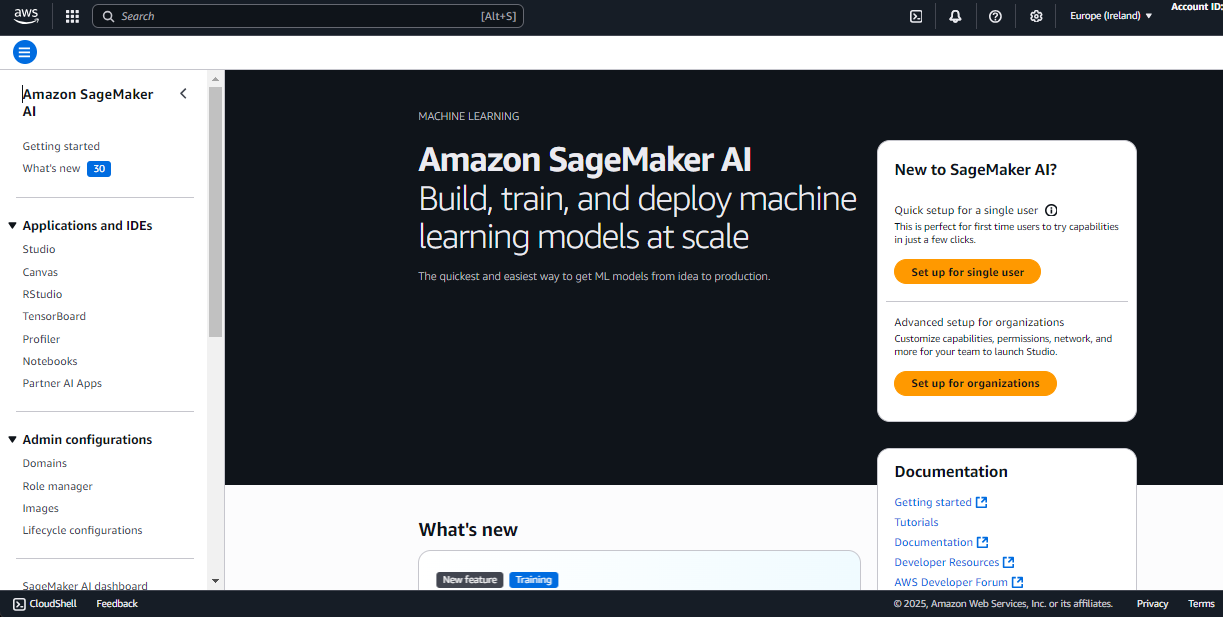 aws
Search [Alt+S]
Europe (Ireland)
Account ID:
Amazon SageMaker
AI
Getting started
What's new 30
Applications and IDEs
Studio
Canvas
RStudio
TensorBoard
Profiler
Notebooks
Partner AI Apps
Admin configurations
Domains
Role manager
Images
Lifecycle configurations
SageMaker AI dashboard
MACHINE LEARNING
Amazon SageMaker AI
Build, train, and deploy machine
learning models at scale
The quickest and easiest way to get ML models from idea to production.
New to SageMaker AI?
Quick setup for a single user
This is perfect for first time users to try capabilities
in just a few clicks.
Set up for single user
Advanced setup for organizations
Customize capabilities, permissions, network, and
more for your team to launch Studio.
Set up for organizations
Documentation
Getting started
Tutorials
Documentation
Developer Resources
AWS Developer Forum
What's new
New feature Training
CloudShell Feedback
© 2025, Amazon Web Services, Inc. or its affiliates. Privacy Terms